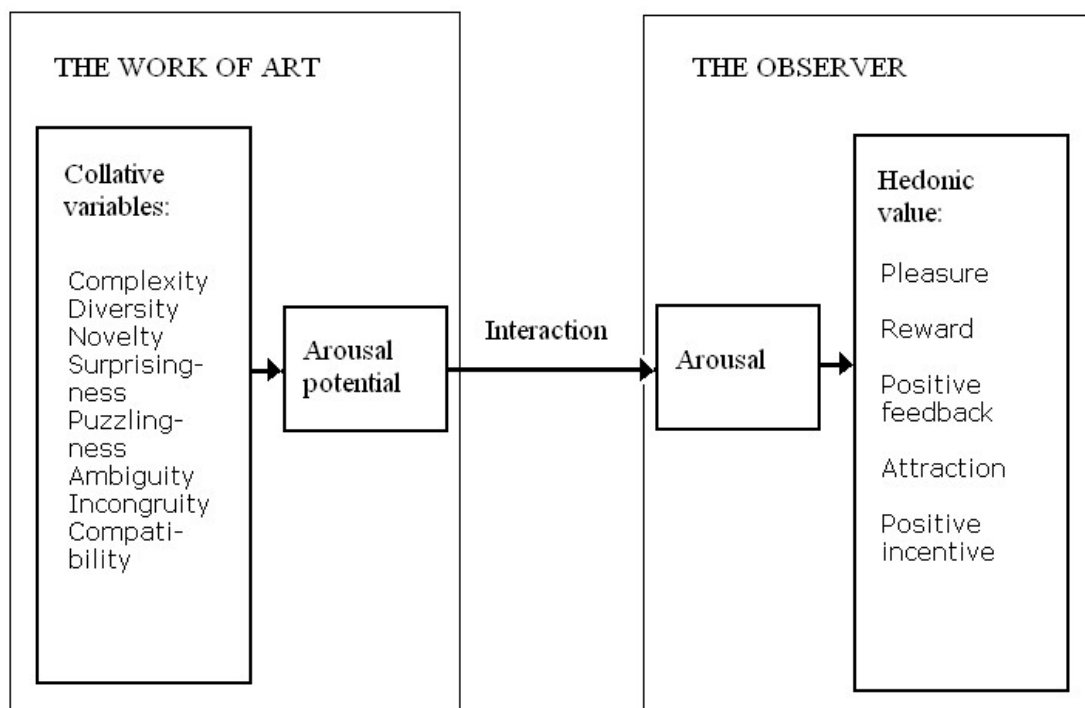 THE WORK OF ART
Collative
variables:
Complexity
Diversity
Novelty
Surprising-
ness
Puzzling-
ness
Ambiguity
Incongruity
Compati-
bility
Arousal
potential
Interaction
THE OBSERVER
Arousal
Hedonic
value:
Pleasure
Reward
Positive
feedback
Attraction
Positive
incentive